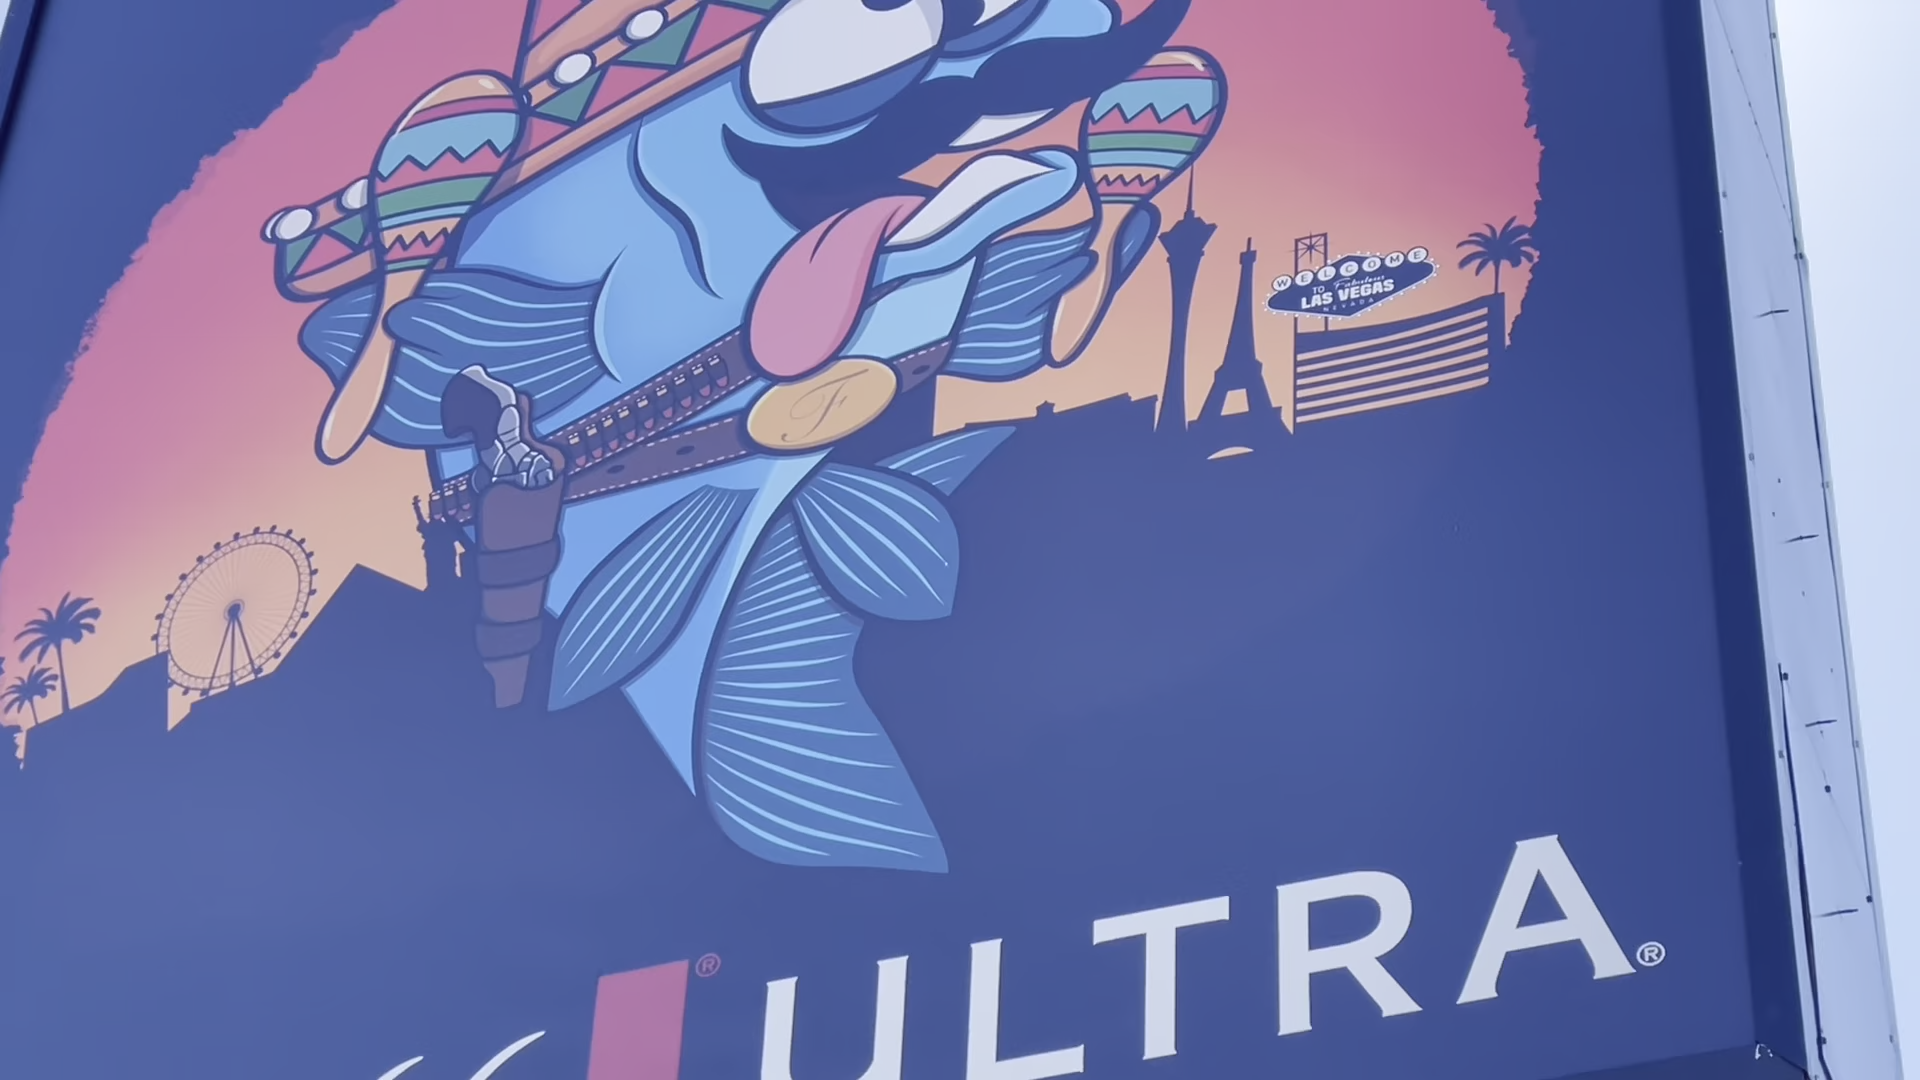 WELCOME
TO Fabulous
LAS VEGAS
NEVADA
F
® ULTRA®